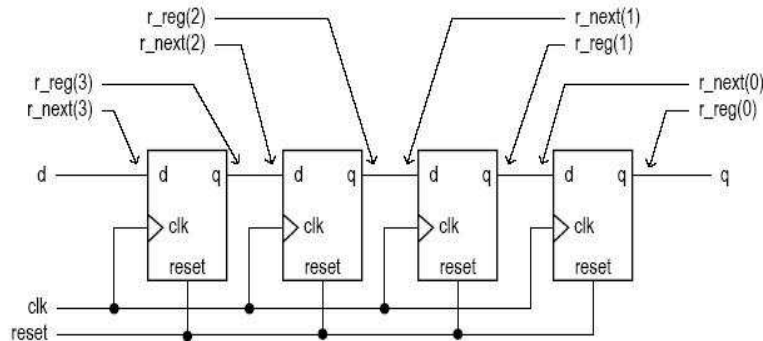 r_reg(2)
r_next(1)
r_next(2)
r_reg(1)
r_reg(3)
r_next(0)
r_next(3)
r_reg(0)
d
d q
d q
d q
d q
q
clk
clk
clk
clk
reset
reset
reset
reset
clk
reset